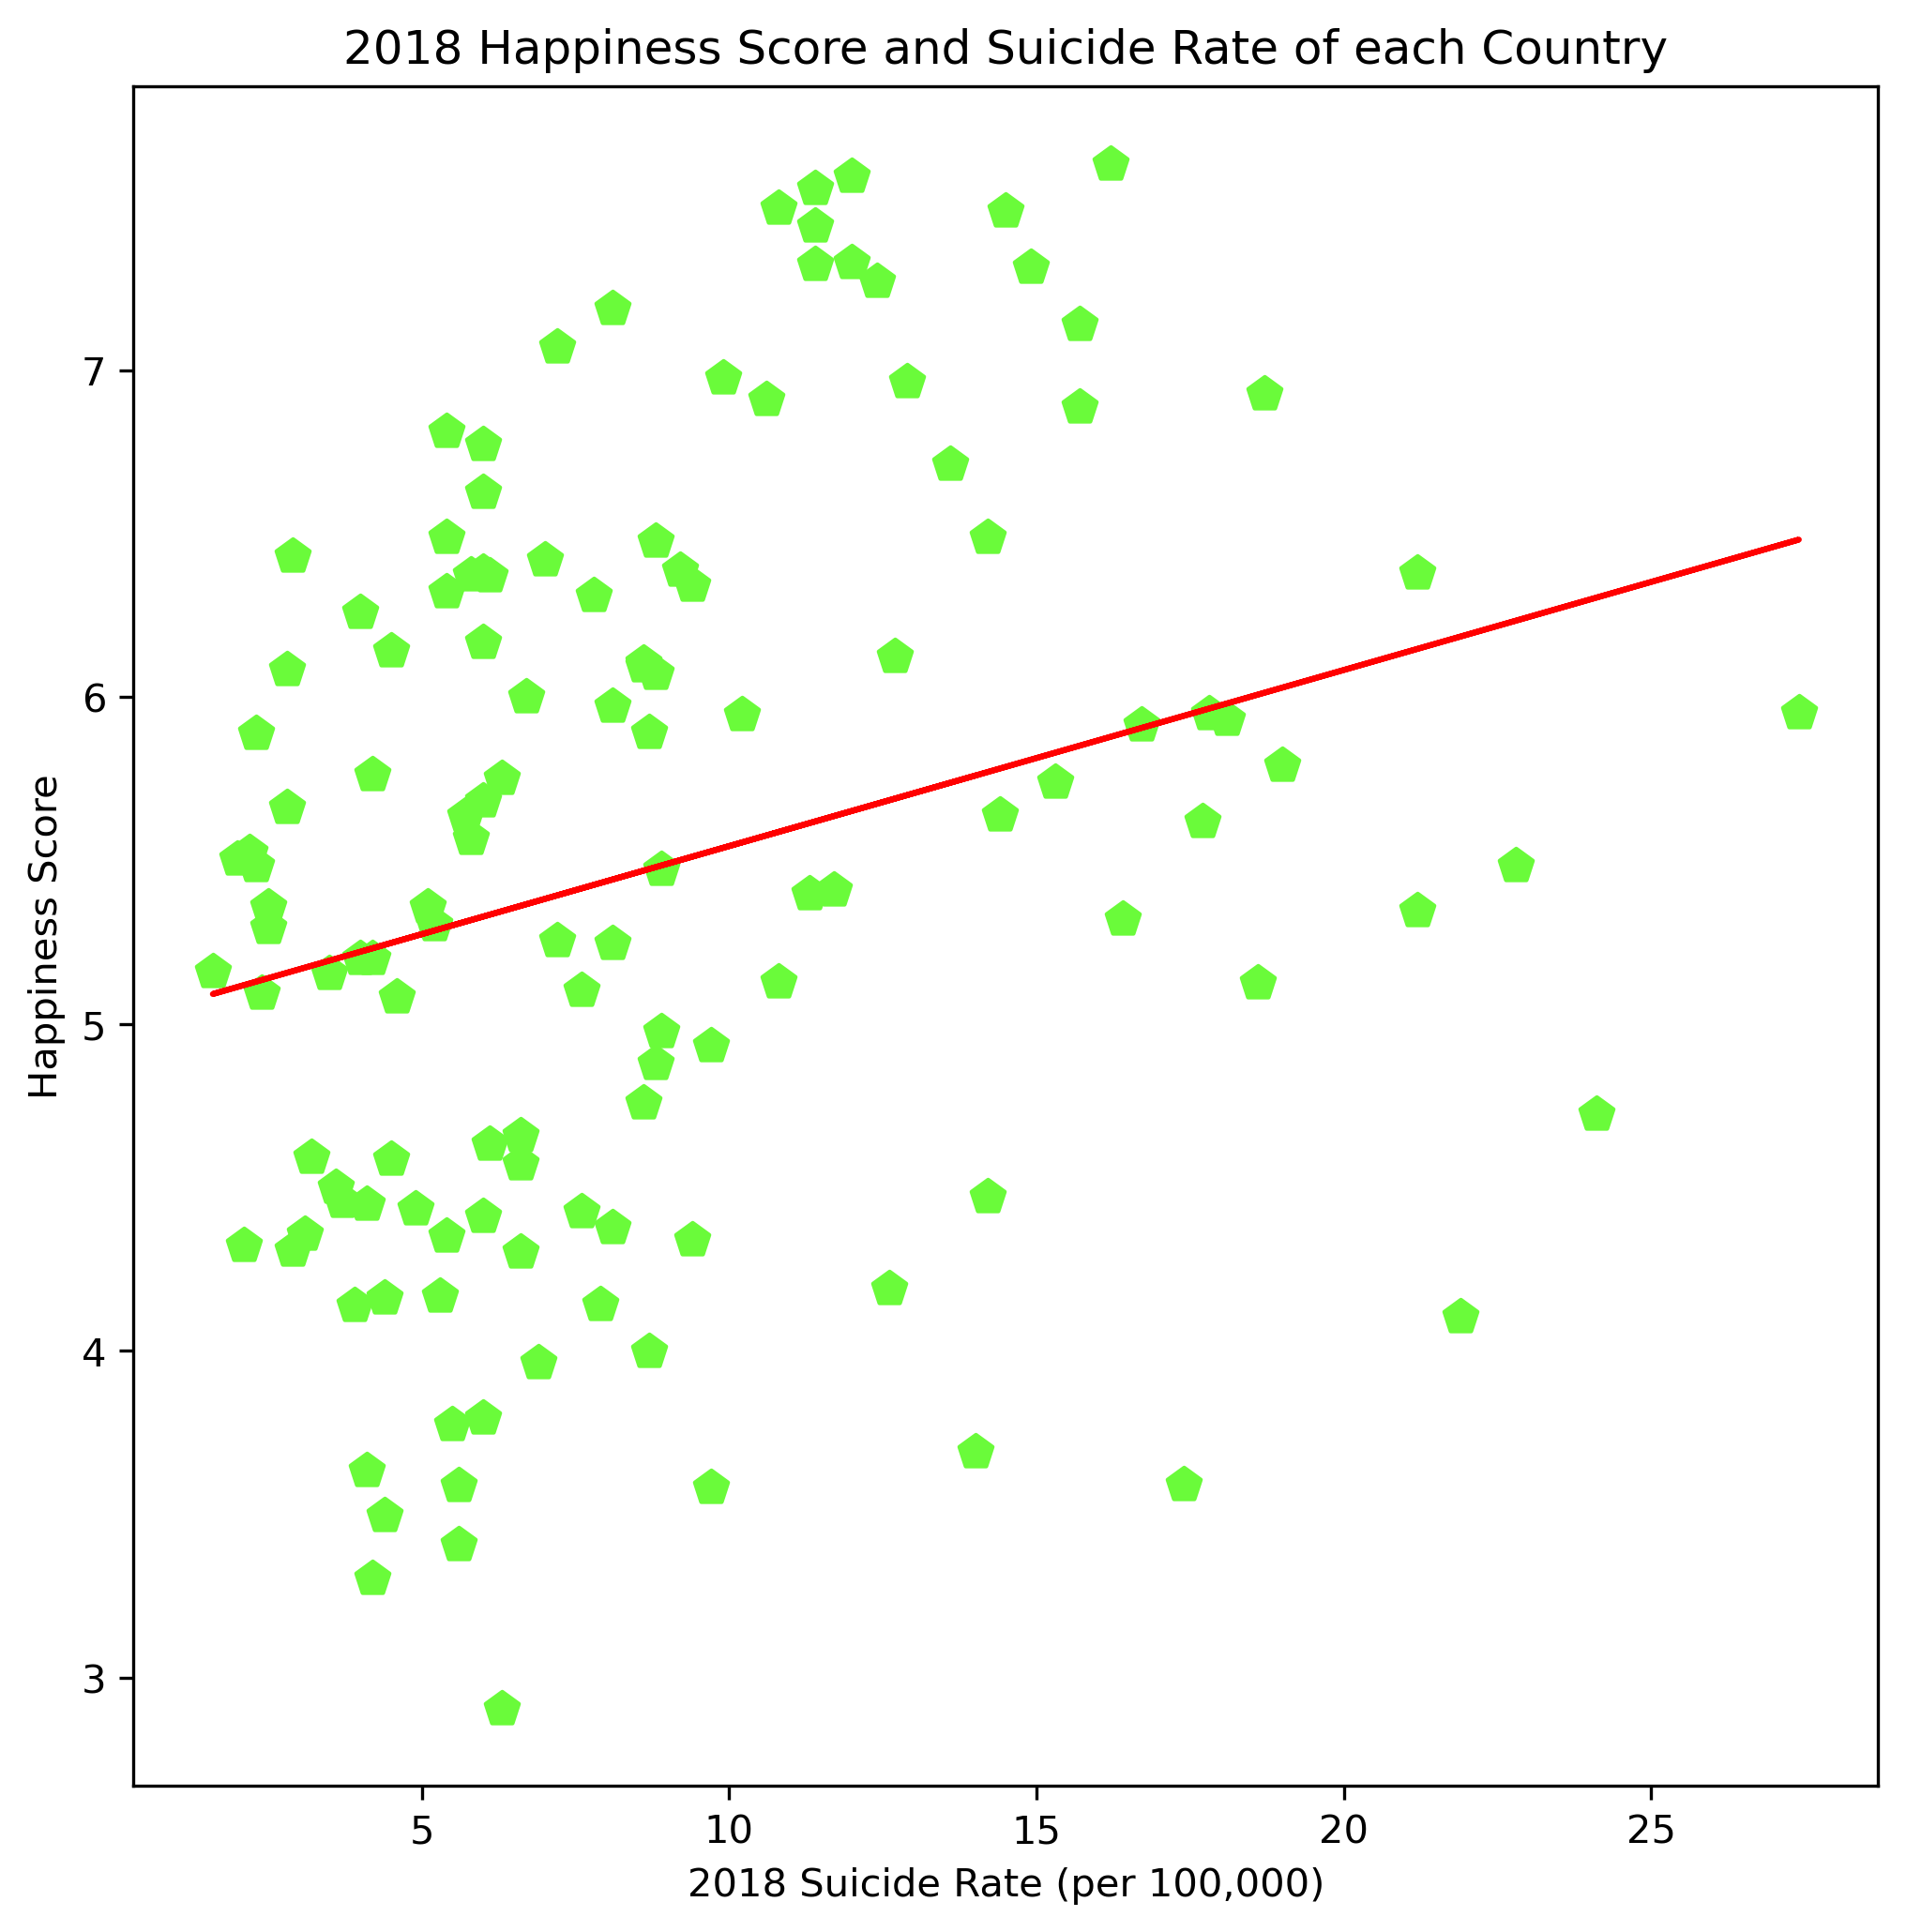 2018 Happiness Score and Suicide Rate of each Country
Happiness Score
7
6
5
4
3
5 10 15 20 25
2018 Suicide Rate (per 100,000)